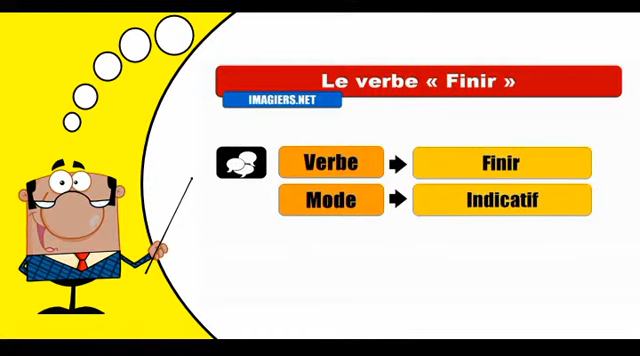 Le verbe « Finir »
IMAGIERS.NET
Verbe Finir
Mode Indicatif